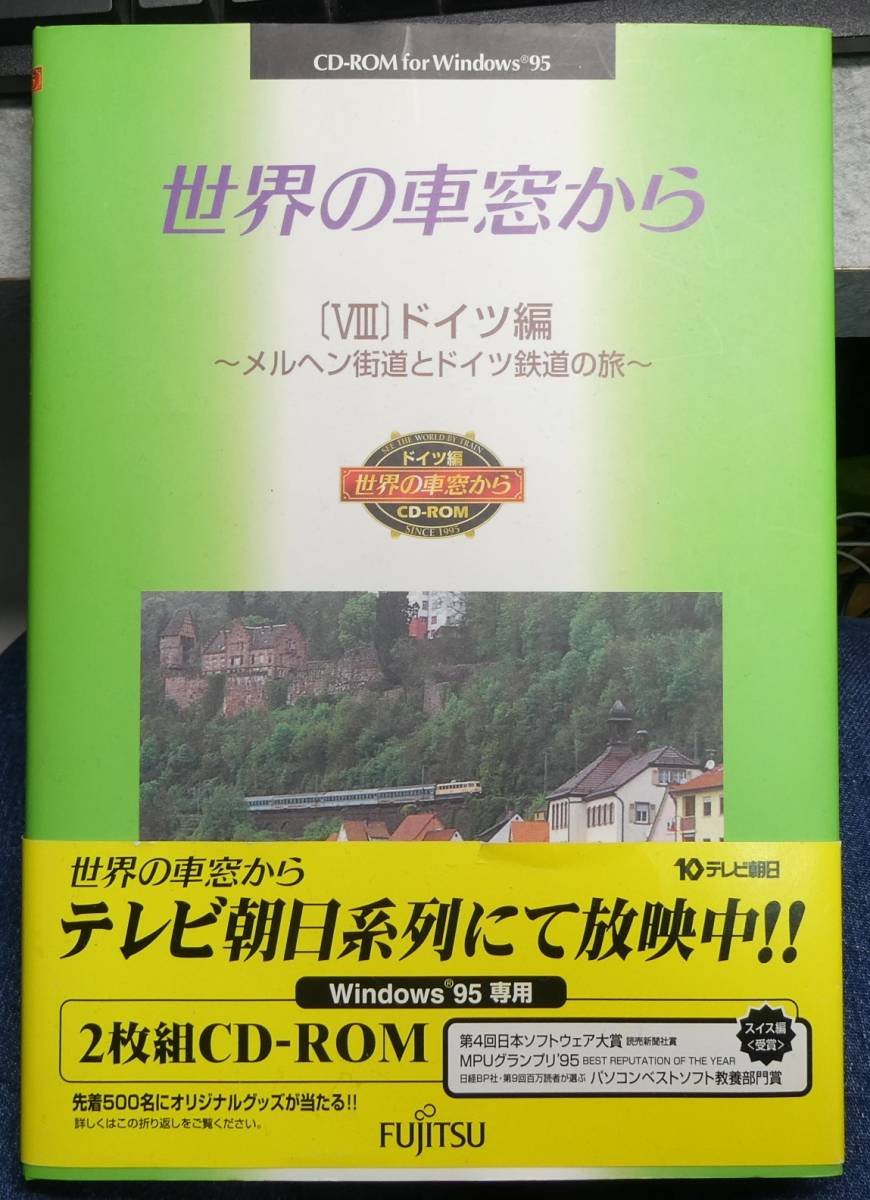 CD-ROM for Windows®95
世界の車窓から
〔VIII〕ドイツ編
～メルヘン街道とドイツ鉄道の旅～
SEE THE WORLD BY TRAIN
ドイツ編
世界の車窓から
CD-ROM
SINCE 1995
世界の車窓から
10テレビ朝日
テレビ朝日系列にて放映中!!
Windows®95 専用
2枚組CD-ROM
第4回日本ソフトウェア大賞 読売新聞社賞
MPUグランプリ'95 BEST REPUTATION OF THE YEAR
日経BP社・第9回百万読者が選ぶ パソコンベストソフト教養部門賞
スイス編
<受賞>
先着500名にオリジナルグッズが当たる!!
詳しくはこの折り返しをご覧ください。
FUJITSU